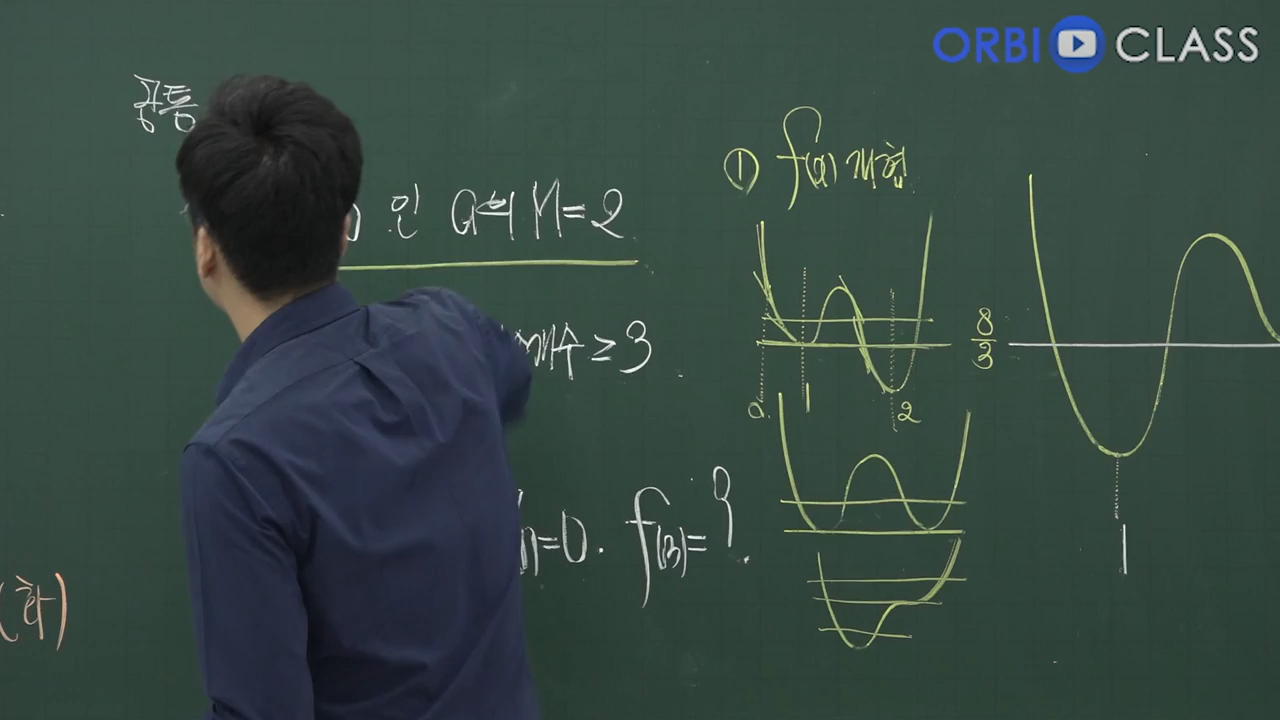 ORBI CLASS
공통
인 a의 M=2
① f(x) 개형
개수 ≥ 3
8/3
0 1 2
=0. f(3)=?
1
(하)